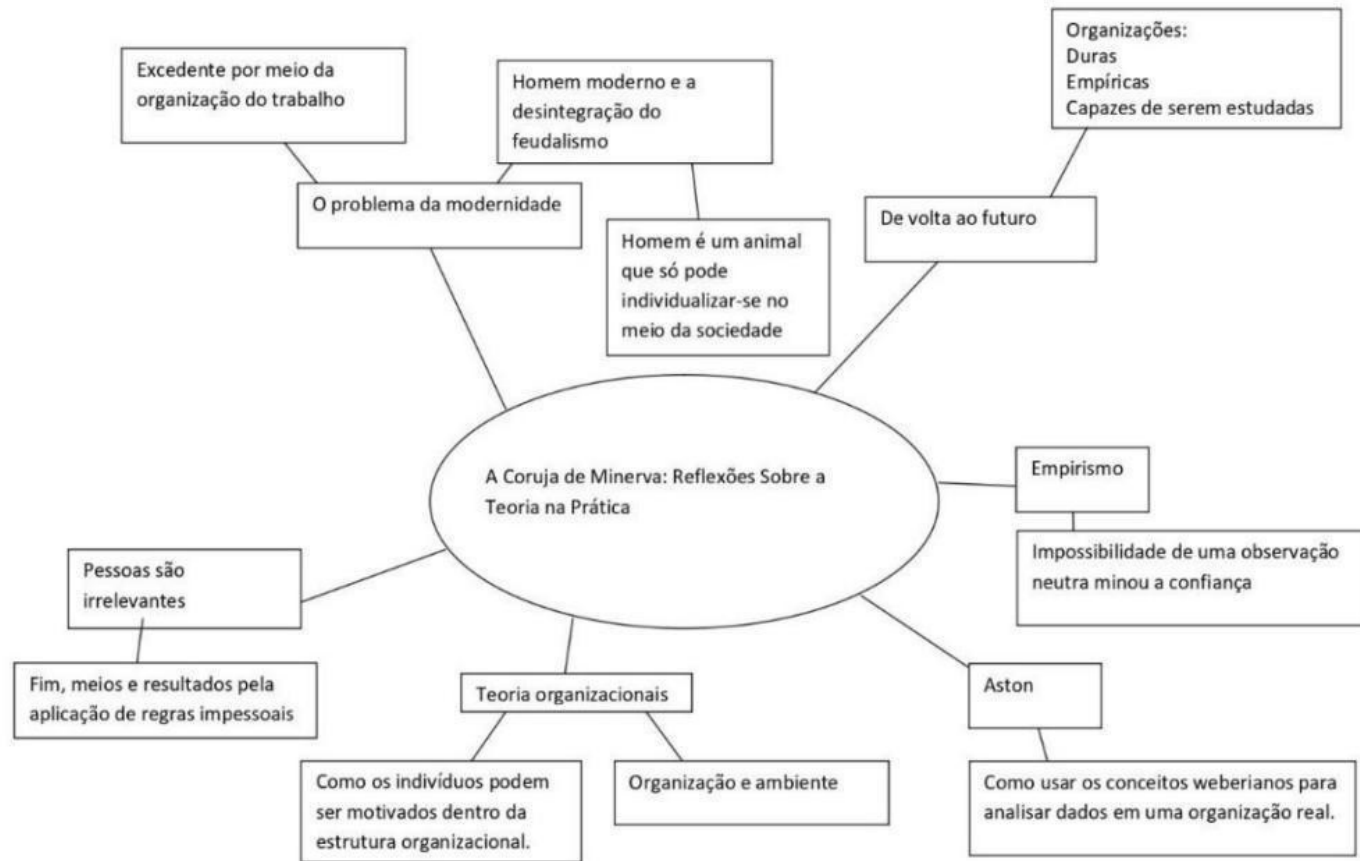 Organizações:
Duras
Empíricas
Capazes de serem estudadas
Excedente por meio da
organização do trabalho
Homem moderno e a
desintegração do
feudalismo
O problema da modernidade
De volta ao futuro
Homem é um animal
que só pode
individualizar-se no
meio da sociedade
A Coruja de Minerva: Reflexões Sobre a
Teoria na Prática
Empirismo
Impossibilidade de uma observação
neutra minou a confiança
Pessoas são
irrelevantes
Fim, meios e resultados pela
aplicação de regras impessoais
Teoria organizacionais
Como os indivíduos podem
ser motivados dentro da
estrutura organizacional.
Organização e ambiente
Aston
Como usar os conceitos weberianos para
analisar dados em uma organização real.